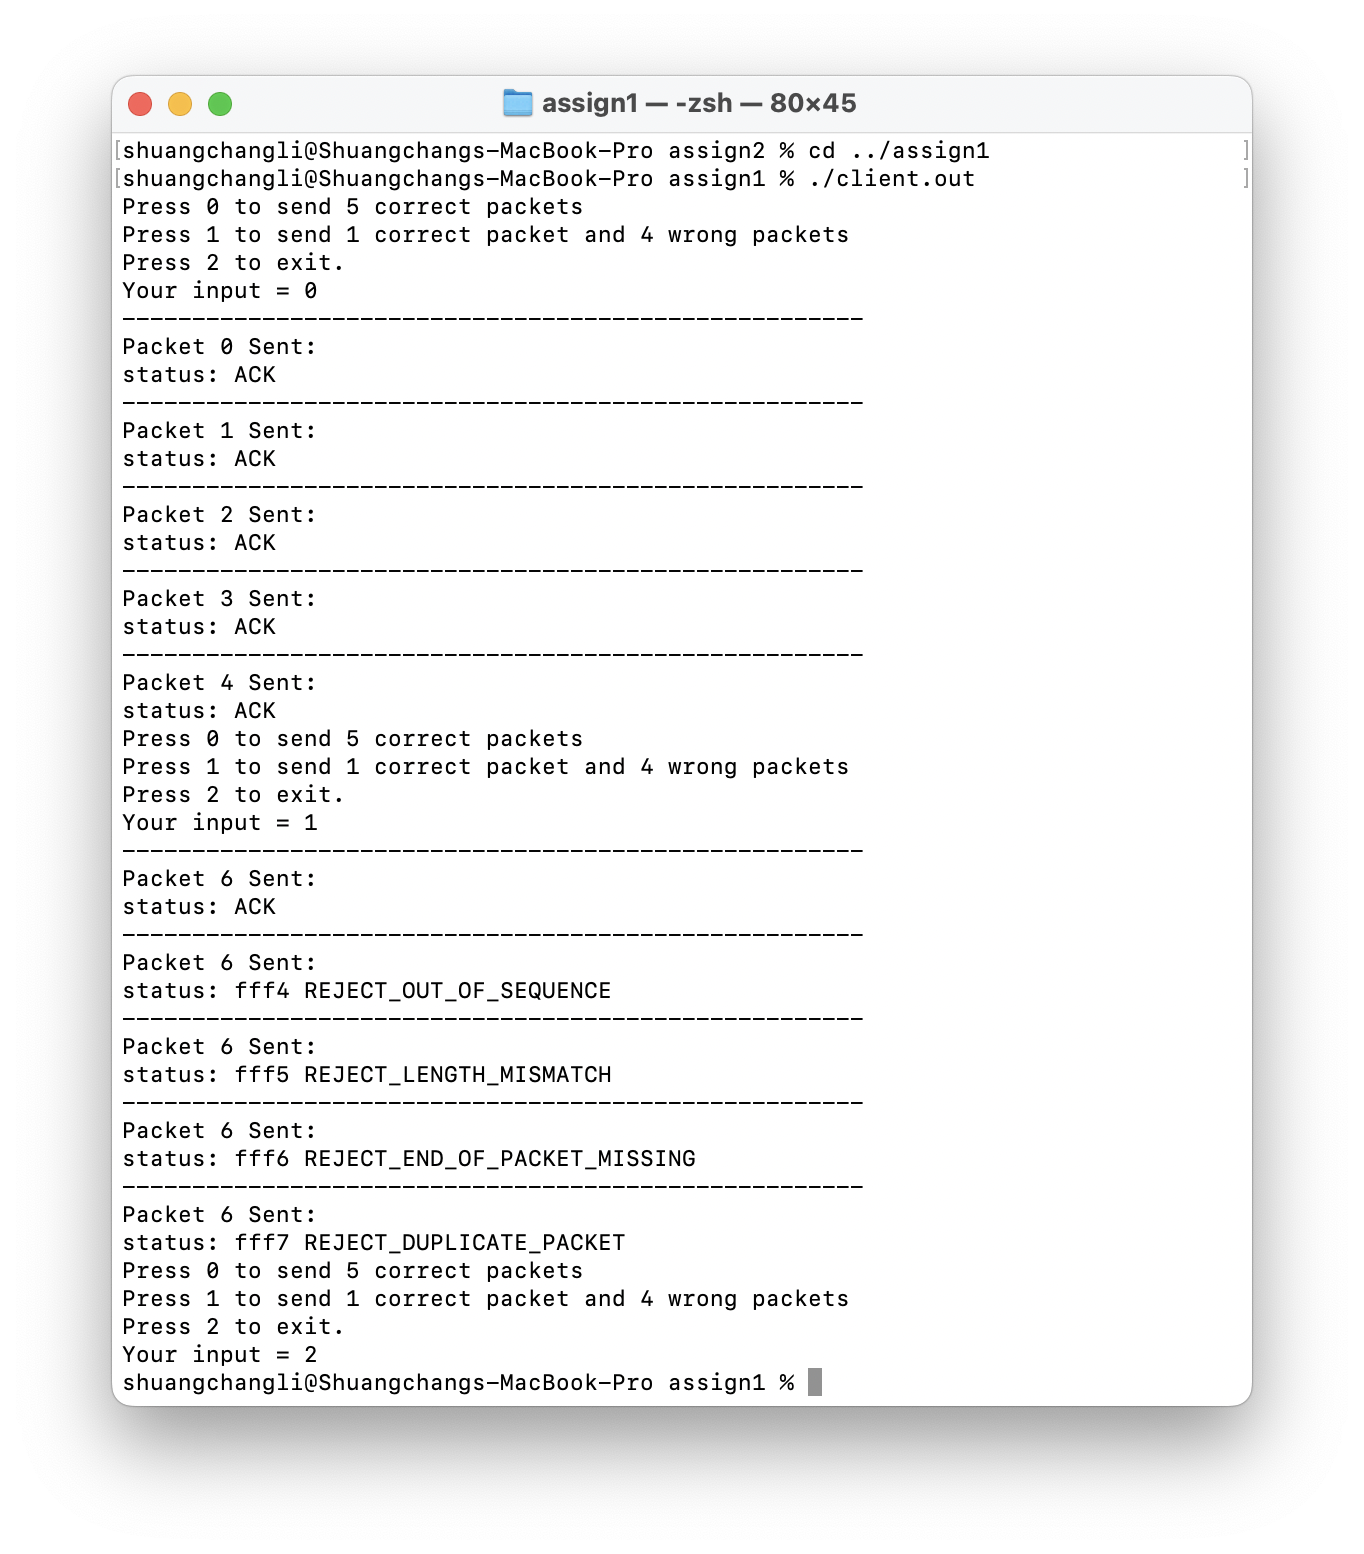 assign1 — -zsh — 80×45
[shuangchangli@Shuangchangs-MacBook-Pro assign2 % cd ../assign1 ]
[shuangchangli@Shuangchangs-MacBook-Pro assign1 % ./client.out ]
Press 0 to send 5 correct packets
Press 1 to send 1 correct packet and 4 wrong packets
Press 2 to exit.
Your input = 0
-----------------------------------------------------
Packet 0 Sent:
status: ACK
-----------------------------------------------------
Packet 1 Sent:
status: ACK
-----------------------------------------------------
Packet 2 Sent:
status: ACK
-----------------------------------------------------
Packet 3 Sent:
status: ACK
-----------------------------------------------------
Packet 4 Sent:
status: ACK
Press 0 to send 5 correct packets
Press 1 to send 1 correct packet and 4 wrong packets
Press 2 to exit.
Your input = 1
-----------------------------------------------------
Packet 6 Sent:
status: ACK
-----------------------------------------------------
Packet 6 Sent:
status: fff4 REJECT_OUT_OF_SEQUENCE
-----------------------------------------------------
Packet 6 Sent:
status: fff5 REJECT_LENGTH_MISMATCH
-----------------------------------------------------
Packet 6 Sent:
status: fff6 REJECT_END_OF_PACKET_MISSING
-----------------------------------------------------
Packet 6 Sent:
status: fff7 REJECT_DUPLICATE_PACKET
Press 0 to send 5 correct packets
Press 1 to send 1 correct packet and 4 wrong packets
Press 2 to exit.
Your input = 2
shuangchangli@Shuangchangs-MacBook-Pro assign1 %